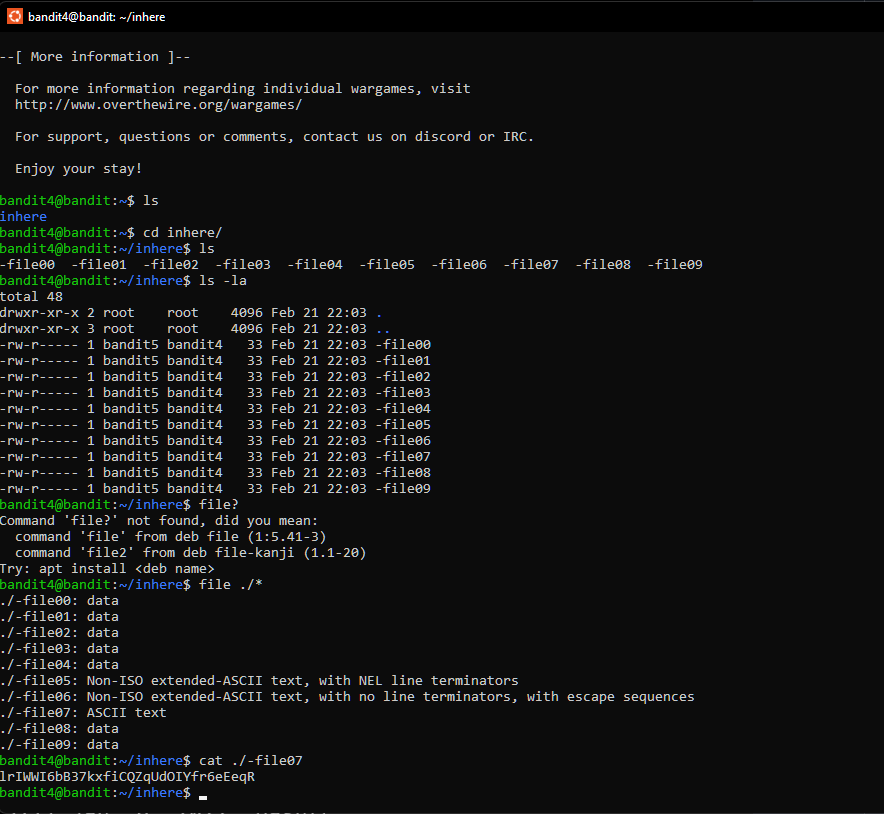 bandit4@bandit: ~/inhere
--[ More information ]--
For more information regarding individual wargames, visit
http://www.overthewire.org/wargames/
For support, questions or comments, contact us on discord or IRC.
Enjoy your stay!
bandit4@bandit:~$ ls
inhere
bandit4@bandit:~$ cd inhere/
bandit4@bandit:~/inhere$ ls
-file00  -file01  -file02  -file03  -file04  -file05  -file06  -file07  -file08  -file09
bandit4@bandit:~/inhere$ ls -la
total 48
drwxr-xr-x 2 root    root    4096 Feb 21 22:03 .
drwxr-xr-x 3 root    root    4096 Feb 21 22:03 ..
-rw-r----- 1 bandit5 bandit4   33 Feb 21 22:03 -file00
-rw-r----- 1 bandit5 bandit4   33 Feb 21 22:03 -file01
-rw-r----- 1 bandit5 bandit4   33 Feb 21 22:03 -file02
-rw-r----- 1 bandit5 bandit4   33 Feb 21 22:03 -file03
-rw-r----- 1 bandit5 bandit4   33 Feb 21 22:03 -file04
-rw-r----- 1 bandit5 bandit4   33 Feb 21 22:03 -file05
-rw-r----- 1 bandit5 bandit4   33 Feb 21 22:03 -file06
-rw-r----- 1 bandit5 bandit4   33 Feb 21 22:03 -file07
-rw-r----- 1 bandit5 bandit4   33 Feb 21 22:03 -file08
-rw-r----- 1 bandit5 bandit4   33 Feb 21 22:03 -file09
bandit4@bandit:~/inhere$ file?
Command 'file?' not found, did you mean:
  command 'file' from deb file (1:5.41-3)
  command 'file2' from deb file-kanji (1.1-20)
Try: apt install <deb name>
bandit4@bandit:~/inhere$ file ./*
./-file00: data
./-file01: data
./-file02: data
./-file03: data
./-file04: data
./-file05: Non-ISO extended-ASCII text, with NEL line terminators
./-file06: Non-ISO extended-ASCII text, with no line terminators, with escape sequences
./-file07: ASCII text
./-file08: data
./-file09: data
bandit4@bandit:~/inhere$ cat ./-file07
lrIWWI6bB37kxfiCQZqUdOIYfr6eEeqR
bandit4@bandit:~/inhere$